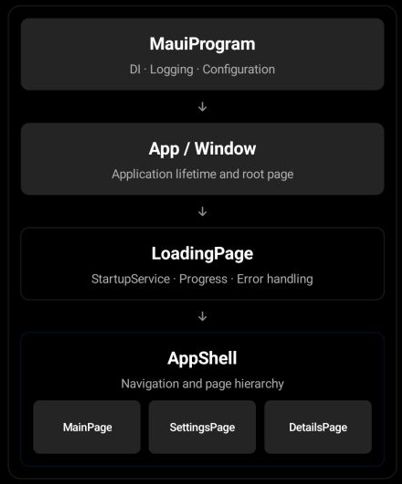 MauiProgram
DI · Logging · Configuration
↓
App / Window
Application lifetime and root page
↓
LoadingPage
StartupService · Progress · Error handling
↓
AppShell
Navigation and page hierarchy
MainPage
SettingsPage
DetailsPage